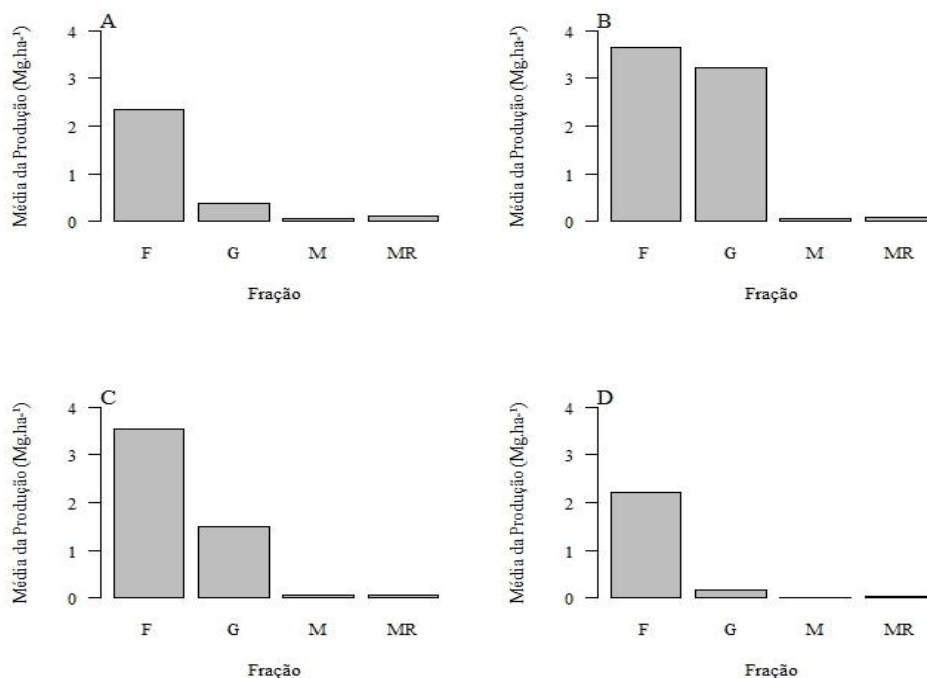 A
Média da Produção (Mg.ha-¹)
4
3
2
1
0
F G M MR
Fração
B
Média da Produção (Mg.ha-¹)
4
3
2
1
0
F G M MR
Fração
C
Média da Produção (Mg.ha-¹)
4
3
2
1
0
F G M MR
Fração
D
Média da Produção (Mg.ha-¹)
4
3
2
1
0
F G M MR
Fração